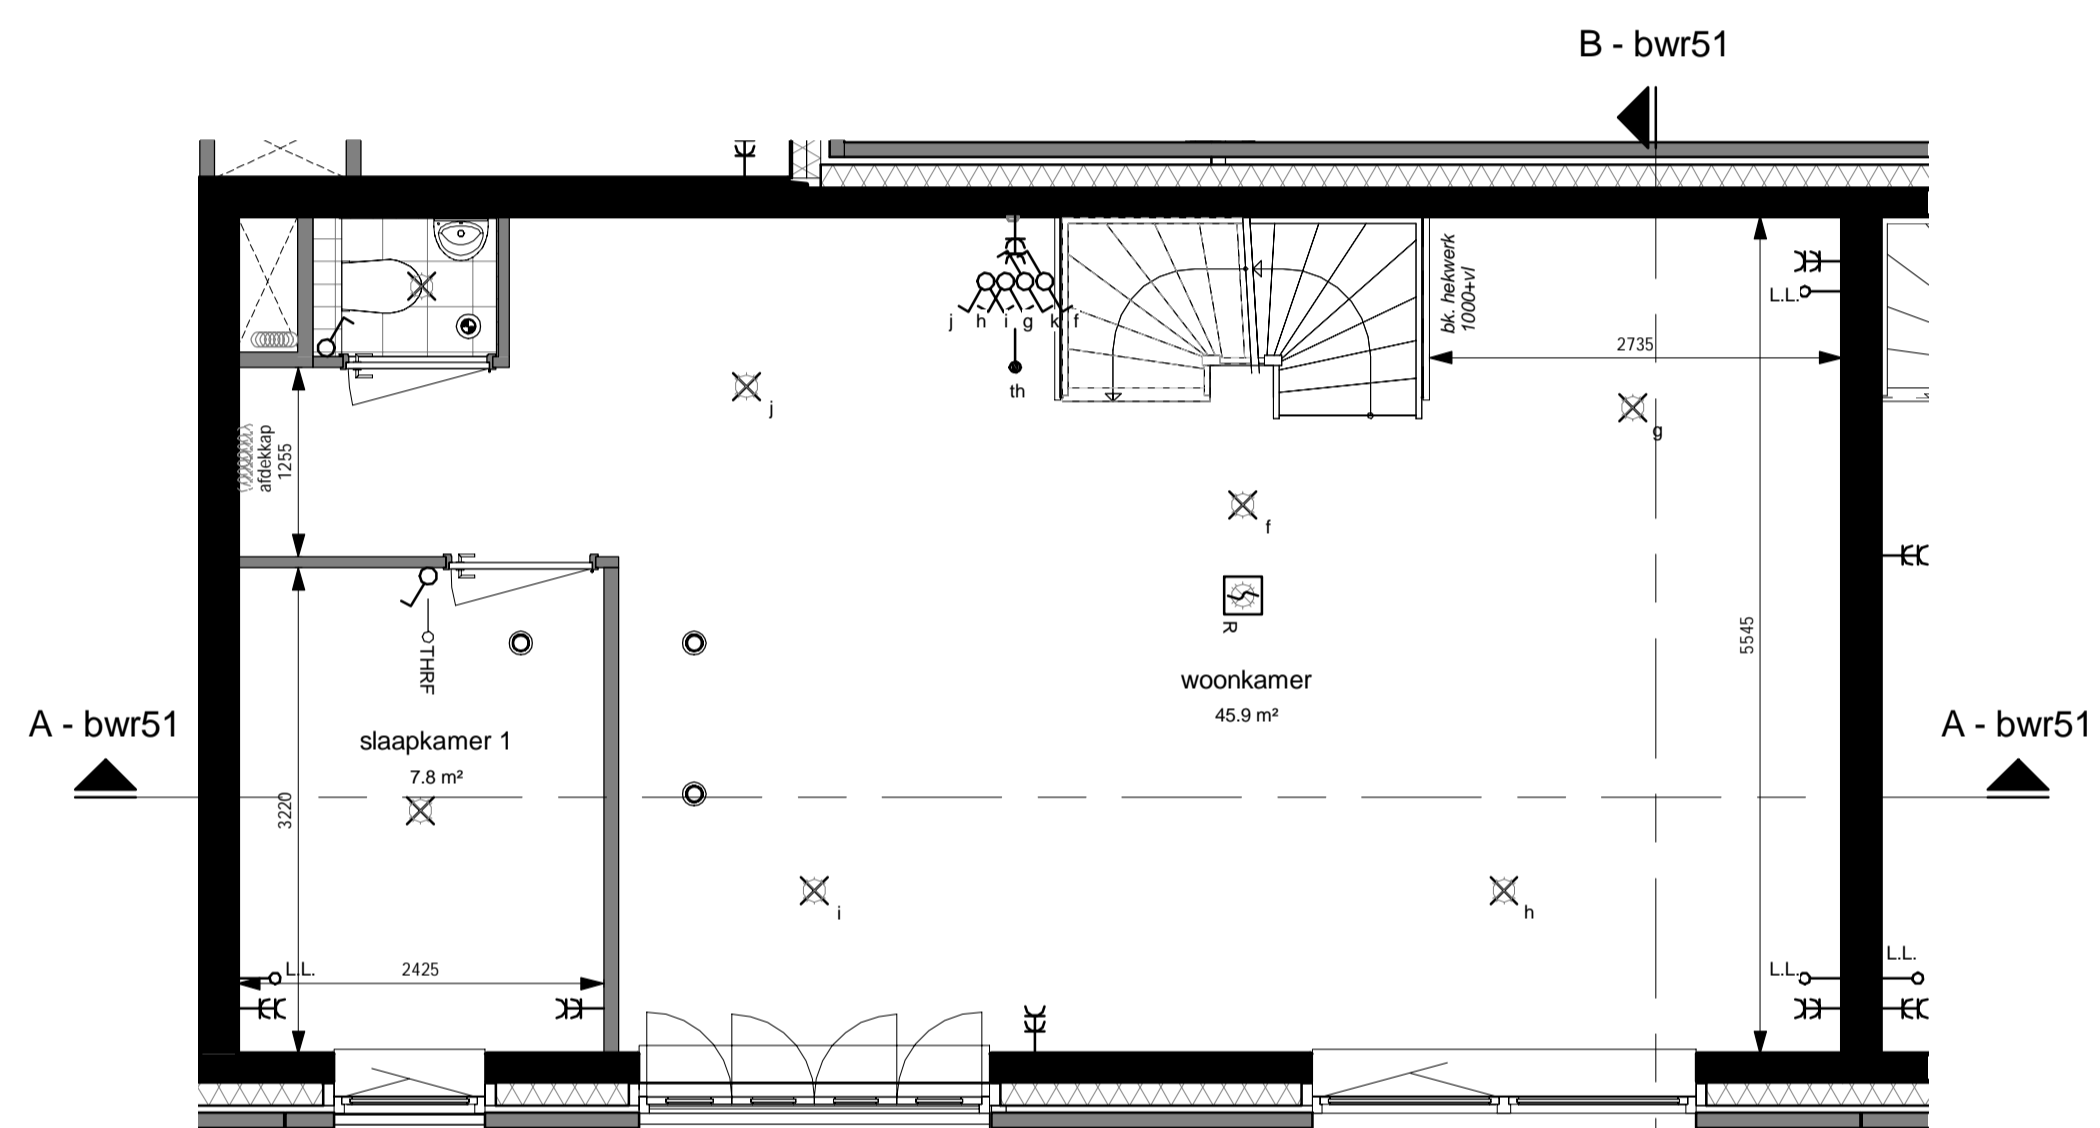 B - bwr51
bk. hekwerk
1000+vl
L.L.
j h i g k f
2735
th
j
g
afdekkap
1255
f
R
5545
THRF
woonkamer
45.9 m²
A - bwr51
slaapkamer 1
7.8 m²
A - bwr51
3220
i
h
L.L.
2425
L.L.
L.L.